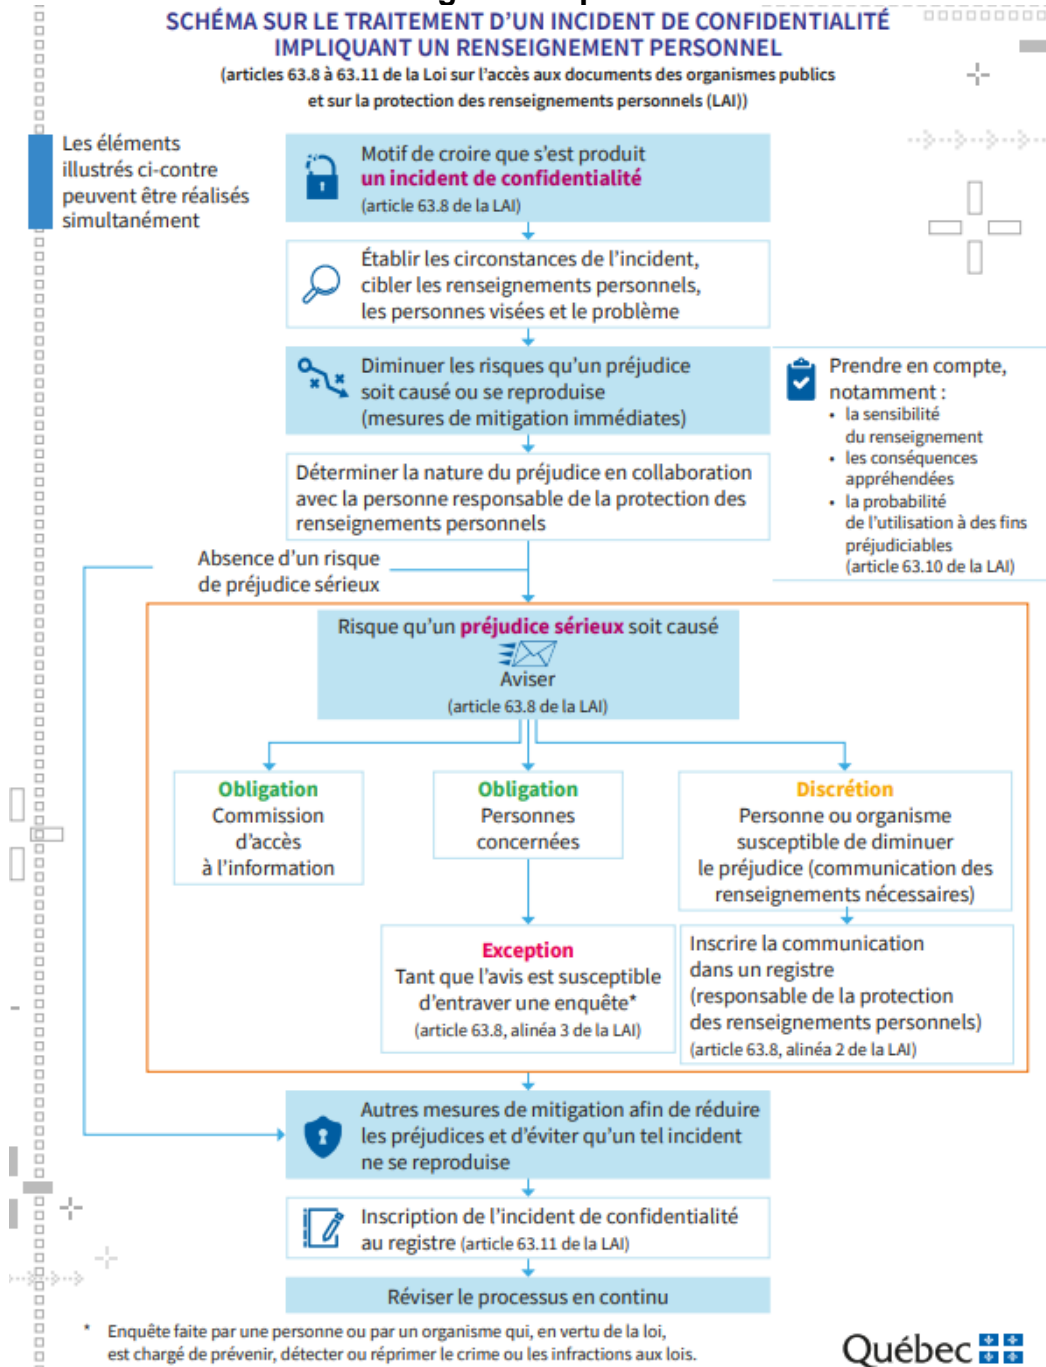 SCHÉMA SUR LE TRAITEMENT D’UN INCIDENT DE CONFIDENTIALITÉ
IMPLIQUANT UN RENSEIGNEMENT PERSONNEL
(articles 63.8 à 63.11 de la Loi sur l’accès aux documents des organismes publics
et sur la protection des renseignements personnels (LAI))
Les éléments
illustrés ci-contre
peuvent être réalisés
simultanément
Motif de croire que s’est produit
un incident de confidentialité
(article 63.8 de la LAI)
Établir les circonstances de l’incident,
cibler les renseignements personnels,
les personnes visées et le problème
Diminuer les risques qu’un préjudice
soit causé ou se reproduise
(mesures de mitigation immédiates)
Prendre en compte,
notamment :
• la sensibilité
du renseignement
• les conséquences
appréhendées
• la probabilité
de l’utilisation à des fins
préjudiciables
(article 63.10 de la LAI)
Déterminer la nature du préjudice en collaboration
avec la personne responsable de la protection des
renseignements personnels
Absence d’un risque
de préjudice sérieux
Risque qu’un préjudice sérieux soit causé
Aviser
(article 63.8 de la LAI)
Obligation
Commission
d’accès
à l’information
Obligation
Personnes
concernées
Discrétion
Personne ou organisme
susceptible de diminuer
le préjudice (communication des
renseignements nécessaires)
Exception
Tant que l’avis est susceptible
d’entraver une enquête*
(article 63.8, alinéa 3 de la LAI)
Inscrire la communication
dans un registre
(responsable de la protection
des renseignements personnels)
(article 63.8, alinéa 2 de la LAI)
Autres mesures de mitigation afin de réduire
les préjudices et d’éviter qu’un tel incident
ne se reproduise
Inscription de l’incident de confidentialité
au registre (article 63.11 de la LAI)
Réviser le processus en continu
* Enquête faite par une personne ou par un organisme qui, en vertu de la loi,
est chargé de prévenir, détecter ou réprimer le crime ou les infractions aux lois.
Québec